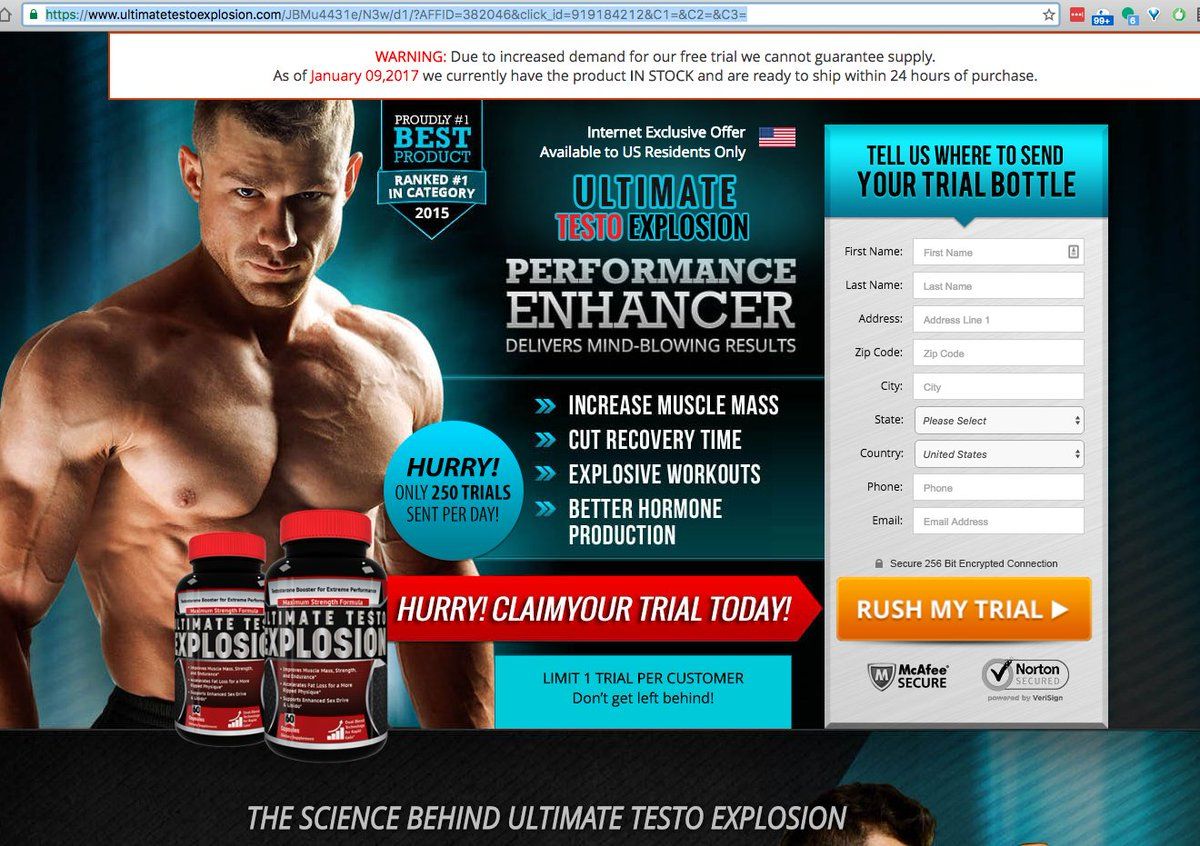 https://www.ultimatetestoexplosion.com/JBMu4431e/N3w/d1/?AFFID=382046&click_id=919184212&C1=&C2=&C3=
99+
6
WARNING: Due to increased demand for our free trial we cannot guarantee supply.
As of January 09,2017 we currently have the product IN STOCK and are ready to ship within 24 hours of purchase.
PROUDLY #1
BEST
PRODUCT
RANKED #1
IN CATEGORY
2015
Internet Exclusive Offer
Available to US Residents Only
ULTIMATE
TESTO EXPLOSION
PERFORMANCE
ENHANCER
DELIVERS MIND-BLOWING RESULTS
INCREASE MUSCLE MASS
CUT RECOVERY TIME
EXPLOSIVE WORKOUTS
BETTER HORMONE
PRODUCTION
HURRY!
ONLY 250 TRIALS
SENT PER DAY!
HURRY! CLAIMYOUR TRIAL TODAY!
LIMIT 1 TRIAL PER CUSTOMER
Don't get left behind!
TELL US WHERE TO SEND
YOUR TRIAL BOTTLE
First Name: First Name
Last Name: Last Name
Address: Address Line 1
Zip Code: Zip Code
City: City
State: Please Select
Country: United States
Phone: Phone
Email: Email Address
Secure 256 Bit Encrypted Connection
RUSH MY TRIAL
McAfee
SECURE
Norton
SECURED
powered by VeriSign
Testosterone Booster for Extreme Performance
Maximum Strength Formula
ULTIMATE TESTO
EXPLOSION
Improves Muscle Mass, Strength,
and Endurance*
Accelerates Fat Loss for a More
Ripped Physique*
Supports Enhanced Sex Drive
& Libido*
60
Capsules
Dietary Supplement
THE SCIENCE BEHIND ULTIMATE TESTO EXPLOSION